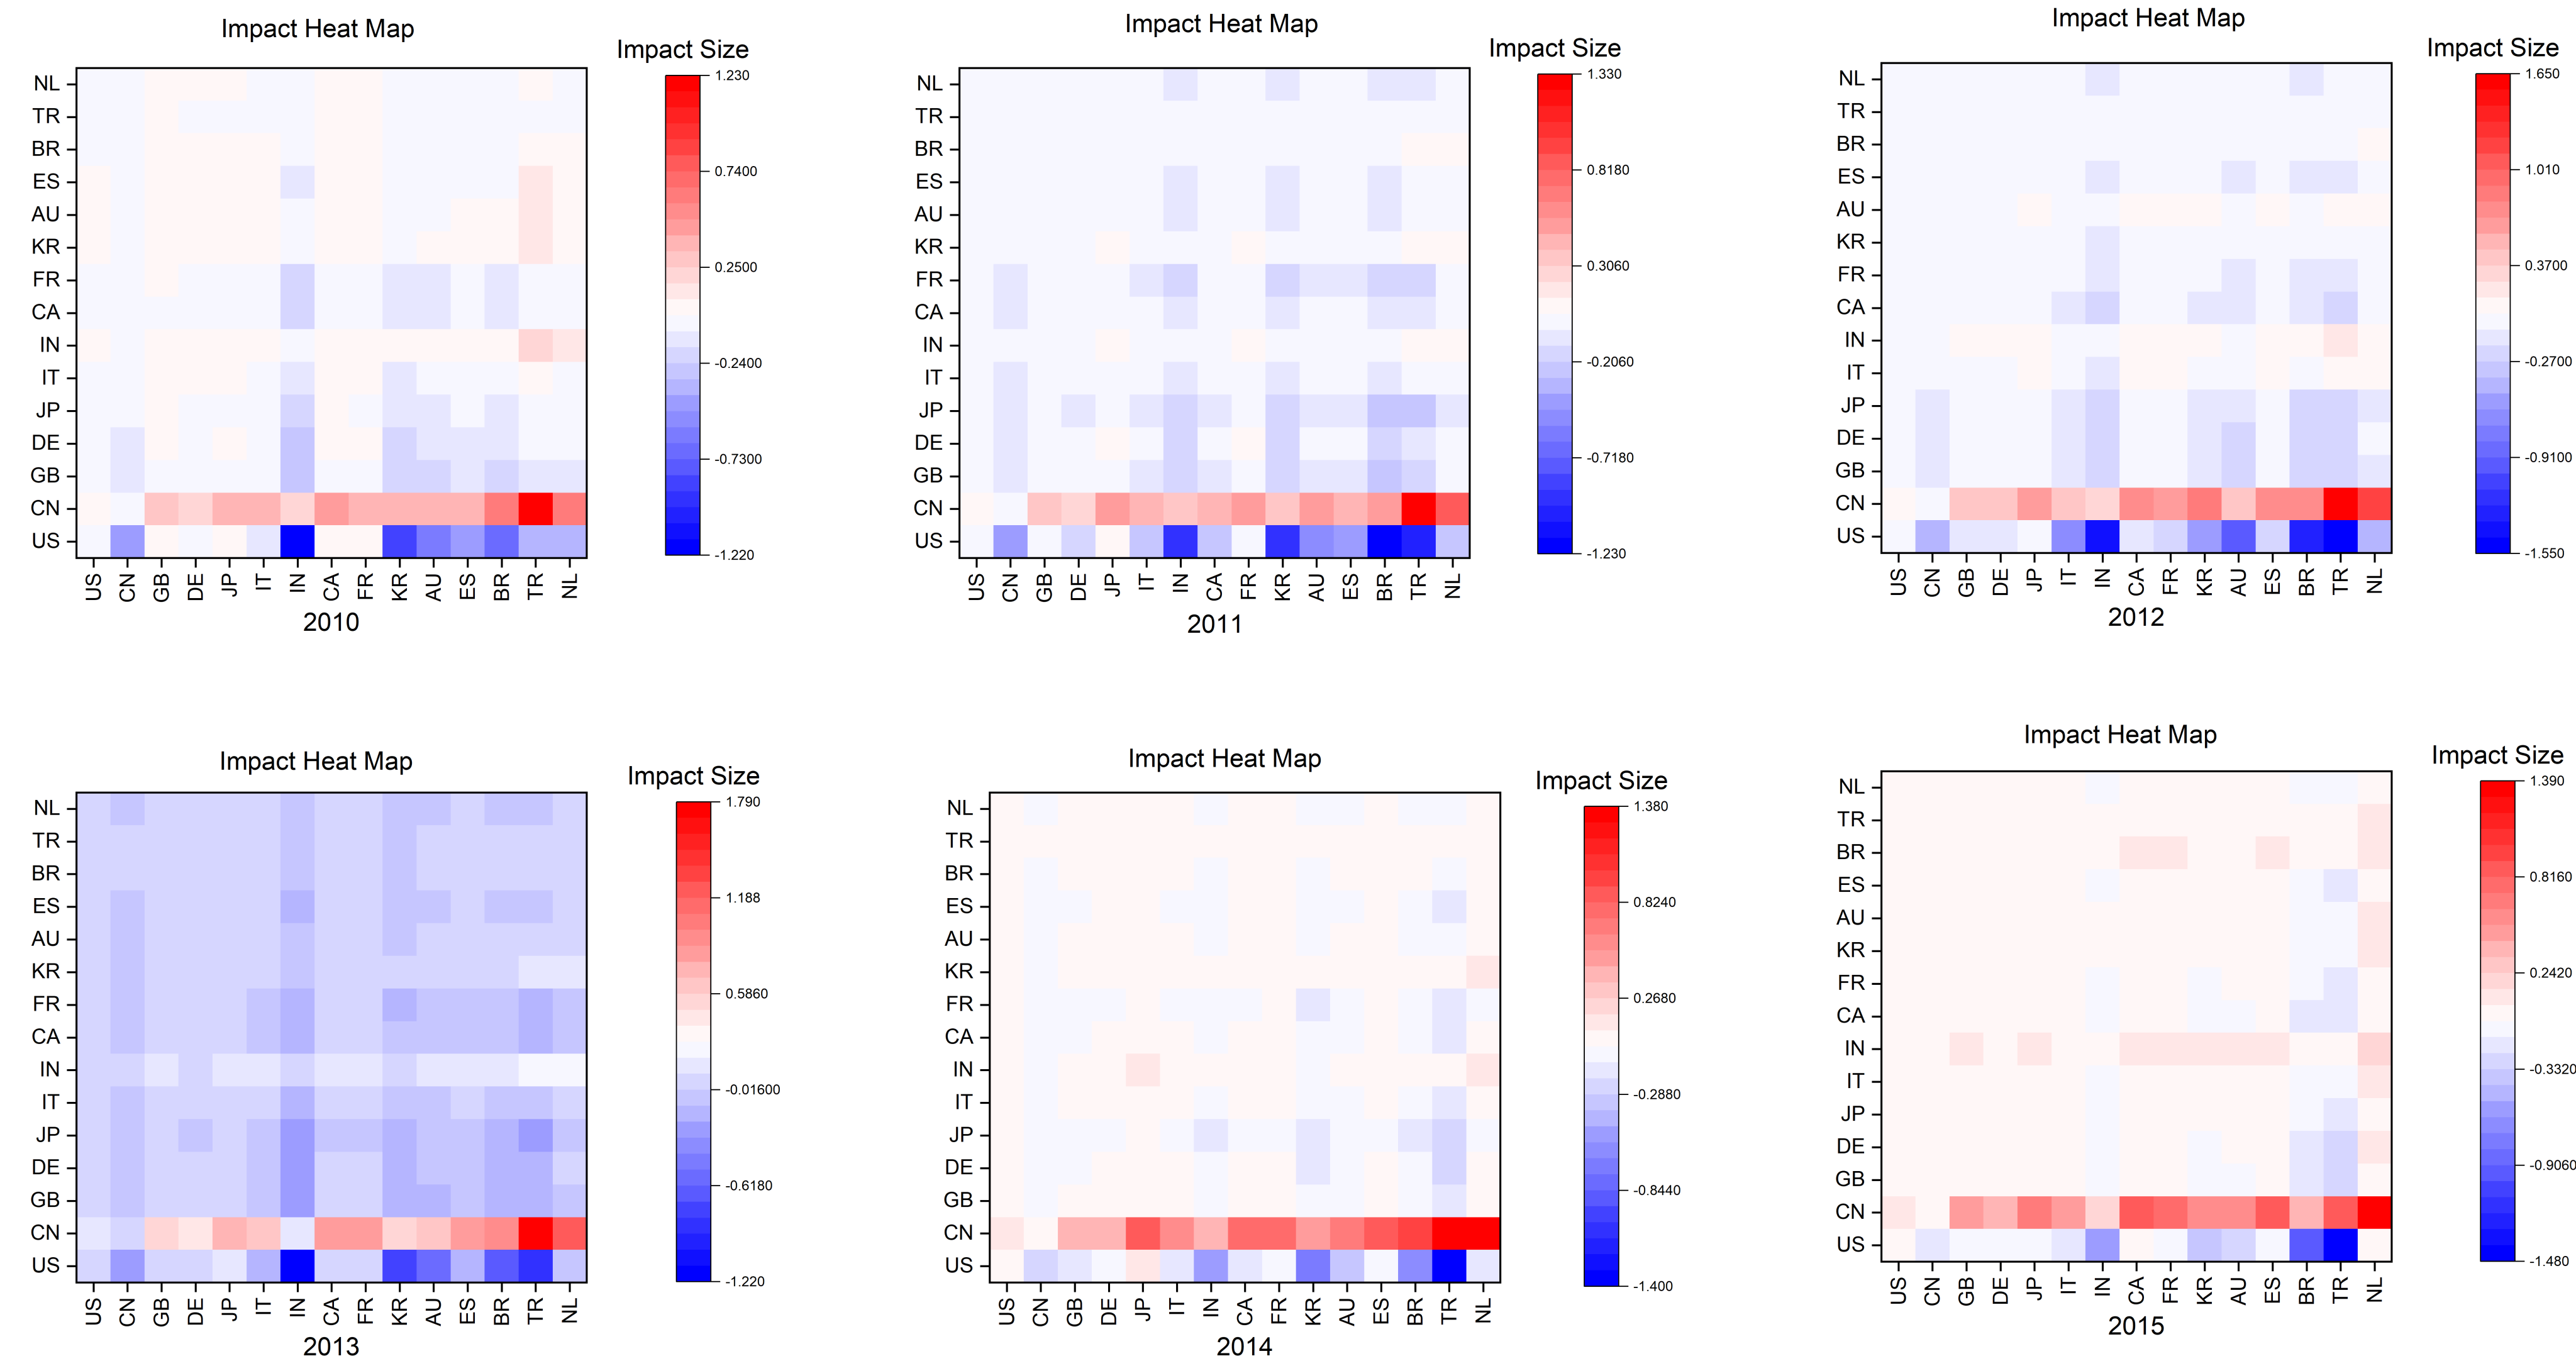 Impact Heat Map
Impact Size
NL
TR
BR
ES
AU
KR
FR
CA
IN
IT
JP
DE
GB
CN
US
US CN GB DE JP IT IN CA FR KR AU ES BR TR NL
2010
1.230
0.7400
0.2500
-0.2400
-0.7300
-1.220
Impact Heat Map
Impact Size
NL
TR
BR
ES
AU
KR
FR
CA
IN
IT
JP
DE
GB
CN
US
US CN GB DE JP IT IN CA FR KR AU ES BR TR NL
2011
1.330
0.8180
0.3060
-0.2060
-0.7180
-1.230
Impact Heat Map
Impact Size
NL
TR
BR
ES
AU
KR
FR
CA
IN
IT
JP
DE
GB
CN
US
US CN GB DE JP IT IN CA FR KR AU ES BR TR NL
2012
1.650
1.010
0.3700
-0.2700
-0.9100
-1.550
Impact Heat Map
Impact Size
NL
TR
BR
ES
AU
KR
FR
CA
IN
IT
JP
DE
GB
CN
US
US CN GB DE JP IT IN CA FR KR AU ES BR TR NL
2013
1.790
1.188
0.5860
-0.01600
-0.6180
-1.220
Impact Heat Map
Impact Size
NL
TR
BR
ES
AU
KR
FR
CA
IN
IT
JP
DE
GB
CN
US
US CN GB DE JP IT IN CA FR KR AU ES BR TR NL
2014
1.380
0.8240
0.2680
-0.2880
-0.8440
-1.400
Impact Heat Map
Impact Size
NL
TR
BR
ES
AU
KR
FR
CA
IN
IT
JP
DE
GB
CN
US
US CN GB DE JP IT IN CA FR KR AU ES BR TR NL
2015
1.390
0.8160
0.2420
-0.3320
-0.9060
-1.480